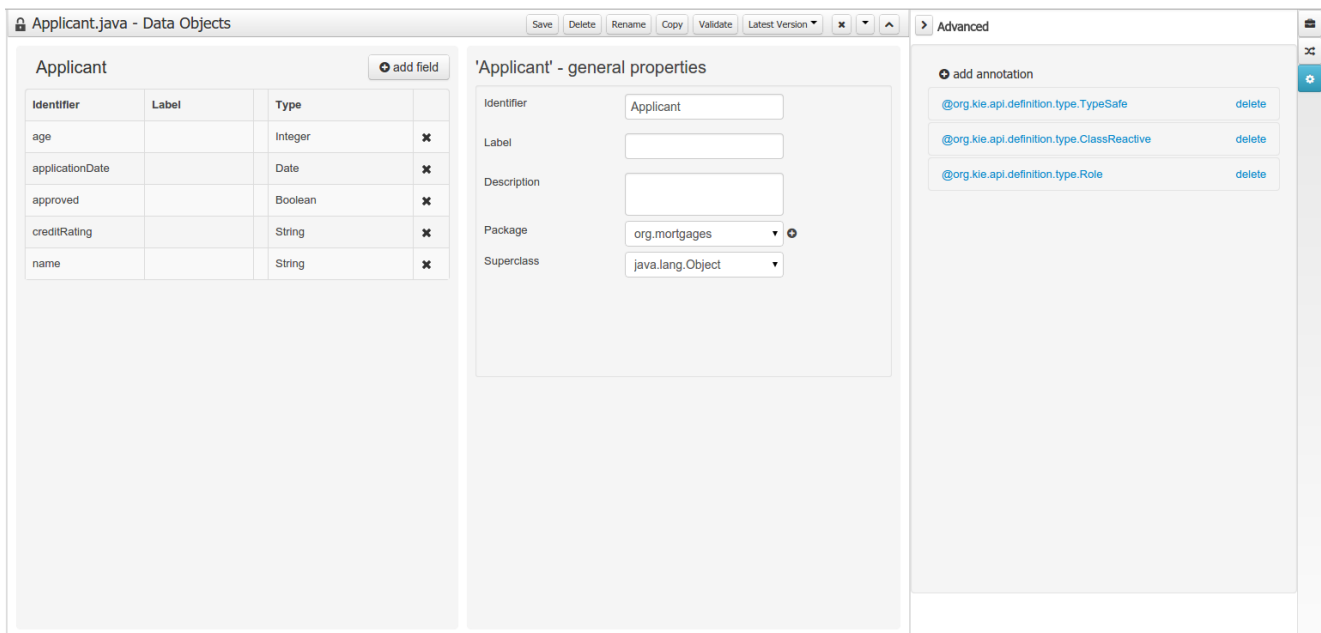 Applicant.java - Data Objects
Save Delete Rename Copy Validate Latest Version
Advanced
Applicant
add field
Identifier Label Type
age Integer
applicationDate Date
approved Boolean
creditRating String
name String
'Applicant' - general properties
Identifier Applicant
Label
Description
Package org.mortgages
Superclass java.lang.Object
add annotation
@org.kie.api.definition.type.TypeSafe delete
@org.kie.api.definition.type.ClassReactive delete
@org.kie.api.definition.type.Role delete